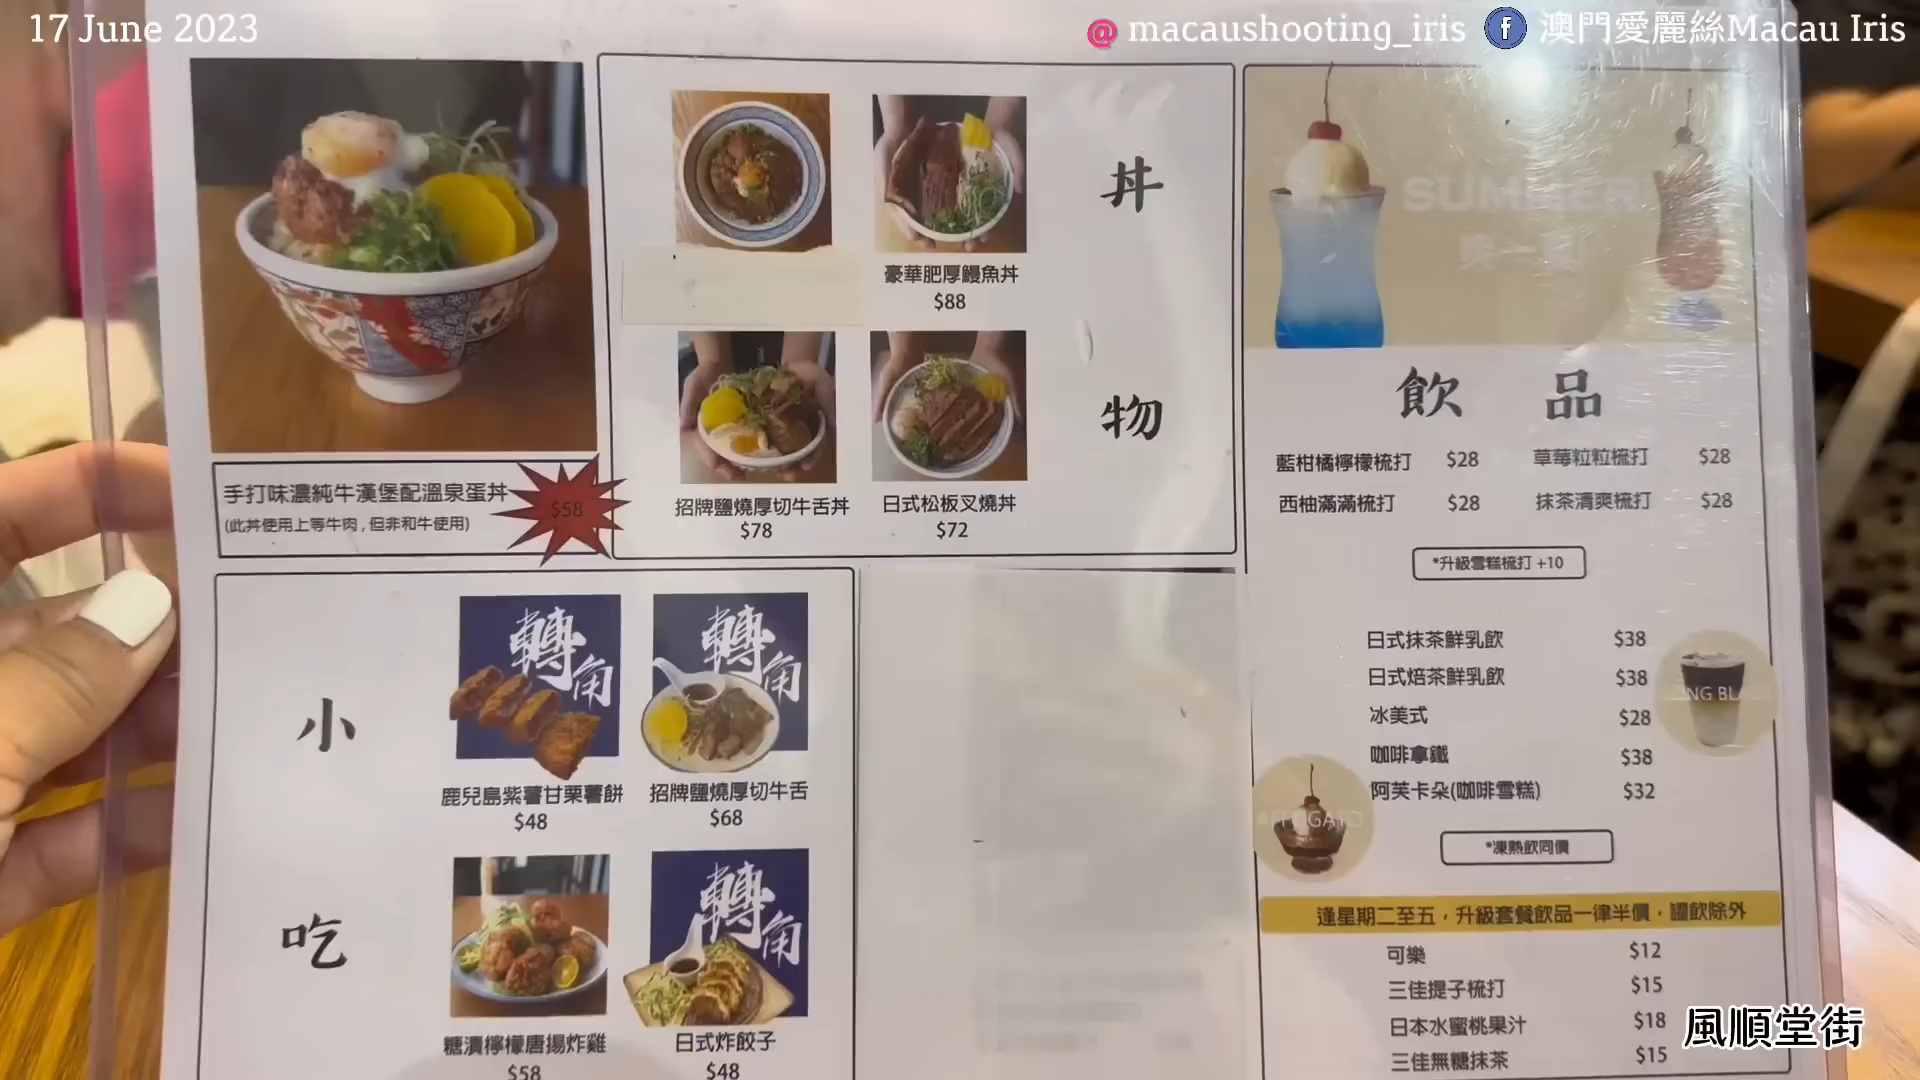 17 June 2023
@ macaushooting_iris
澳門愛麗絲Macau Iris
手打味濃純牛漢堡配溫泉蛋丼
(此丼使用上等牛肉,但非和牛使用)
$58
丼物
豪華肥厚鰻魚丼
$88
招牌鹽燒厚切牛舌丼
$78
日式松板叉燒丼
$72
小吃
轉角
鹿兒島紫薯甘栗薯餅
$48
轉角
招牌鹽燒厚切牛舌
$68
糖漬檸檬唐揚炸雞
$58
轉角
日式炸餃子
$48
SUMMER
飲品
藍柑橘檸檬梳打 $28
草莓粒粒梳打 $28
西柚滿滿梳打 $28
抹茶清爽梳打 $28
*升級雪糕梳打 +10
日式抹茶鮮乳飲 $38
日式焙茶鮮乳飲 $38
冰美式 $28
咖啡拿鐵 $38
阿芙卡朵(咖啡雪糕) $32
*凍熱飲同價
逢星期二至五，升級套餐飲品一律半價，罐飲除外
可樂 $12
三佳提子梳打 $15
日本水蜜桃果汁 $18
三佳無糖抹茶 $15
風順堂街